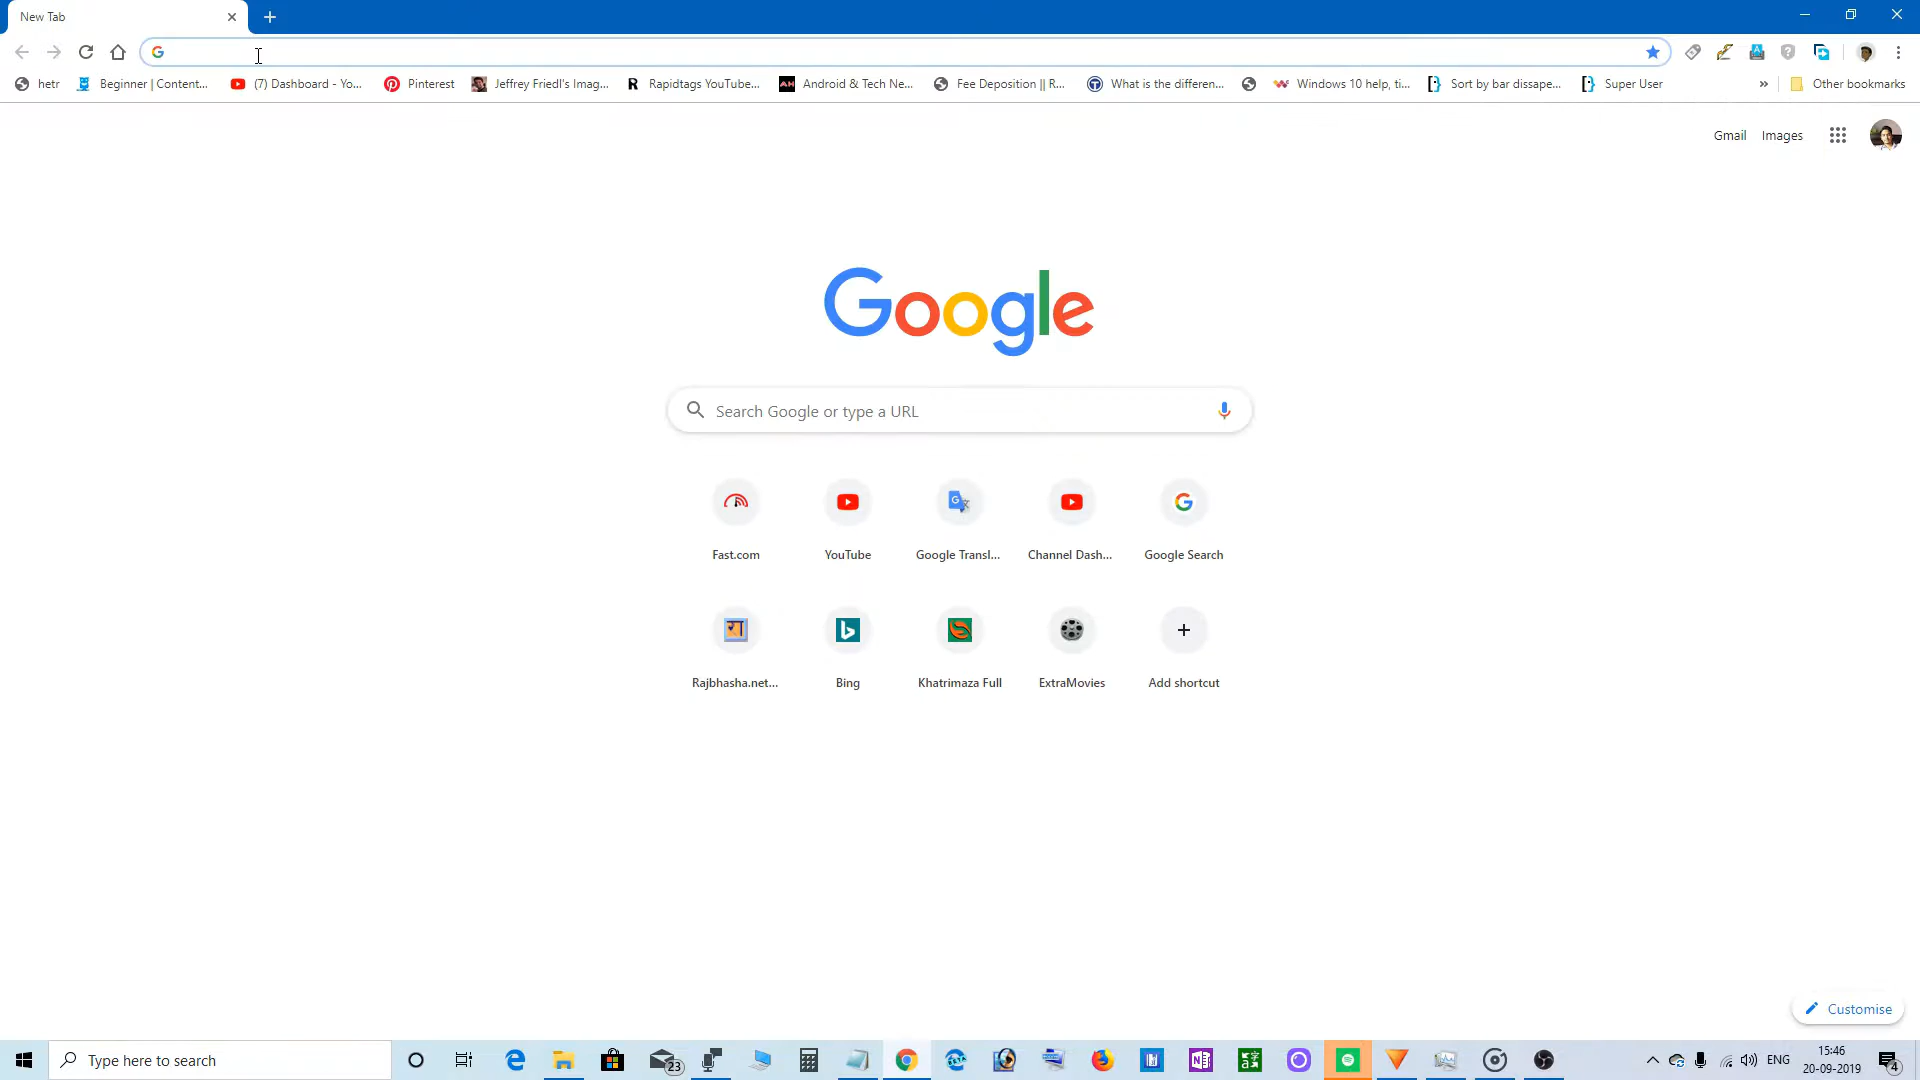 New Tab
hetr
Beginner | Content...
(7) Dashboard - Yo...
Pinterest
Jeffrey Friedl's Imag...
R Rapidtags YouTube...
AH Android & Tech Ne...
Fee Deposition || R...
What is the differen...
Windows 10 help, ti...
Sort by bar dissape...
Super User
»
Other bookmarks
Gmail Images
Google
Search Google or type a URL
Fast.com
YouTube
Google Transl...
Channel Dash...
Google Search
Rajbhasha.net...
Bing
Khatrimaza Full
ExtraMovies
Add shortcut
Customise
Type here to search
23
ENG
15:46
20-09-2019
4